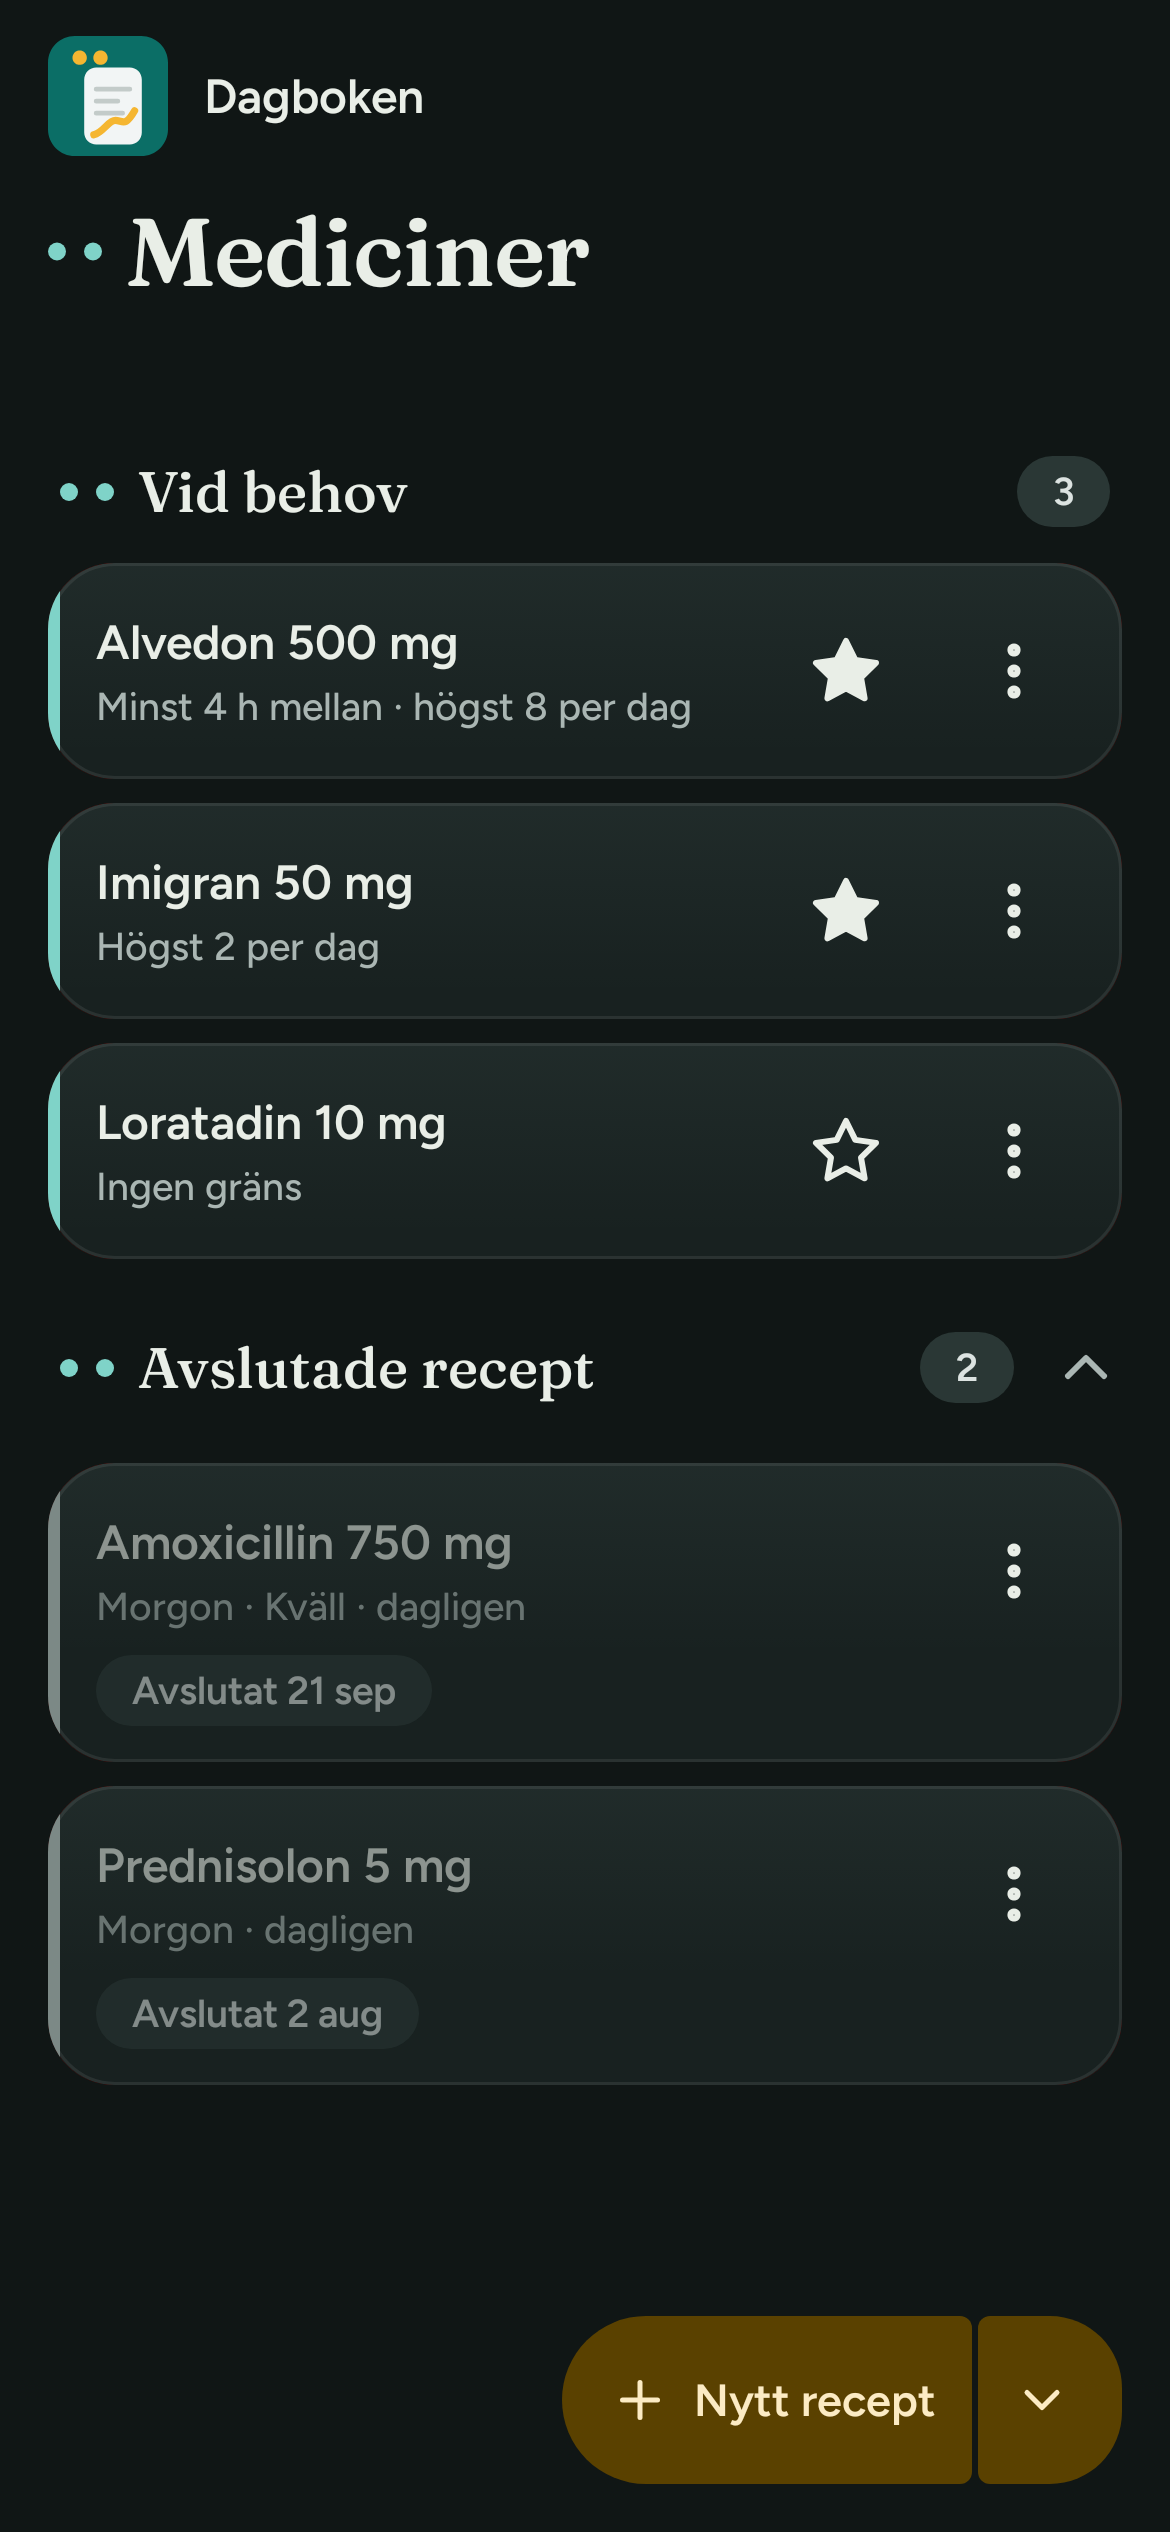 Dagboken
Mediciner
Vid behov
3
Alvedon 500 mg
Minst 4 h mellan · högst 8 per dag
Imigran 50 mg
Högst 2 per dag
Loratadin 10 mg
Ingen gräns
Avslutade recept
2
Amoxicillin 750 mg
Morgon · Kväll · dagligen
Avslutat 21 sep
Prednisolon 5 mg
Morgon · dagligen
Avslutat 2 aug
Nytt recept